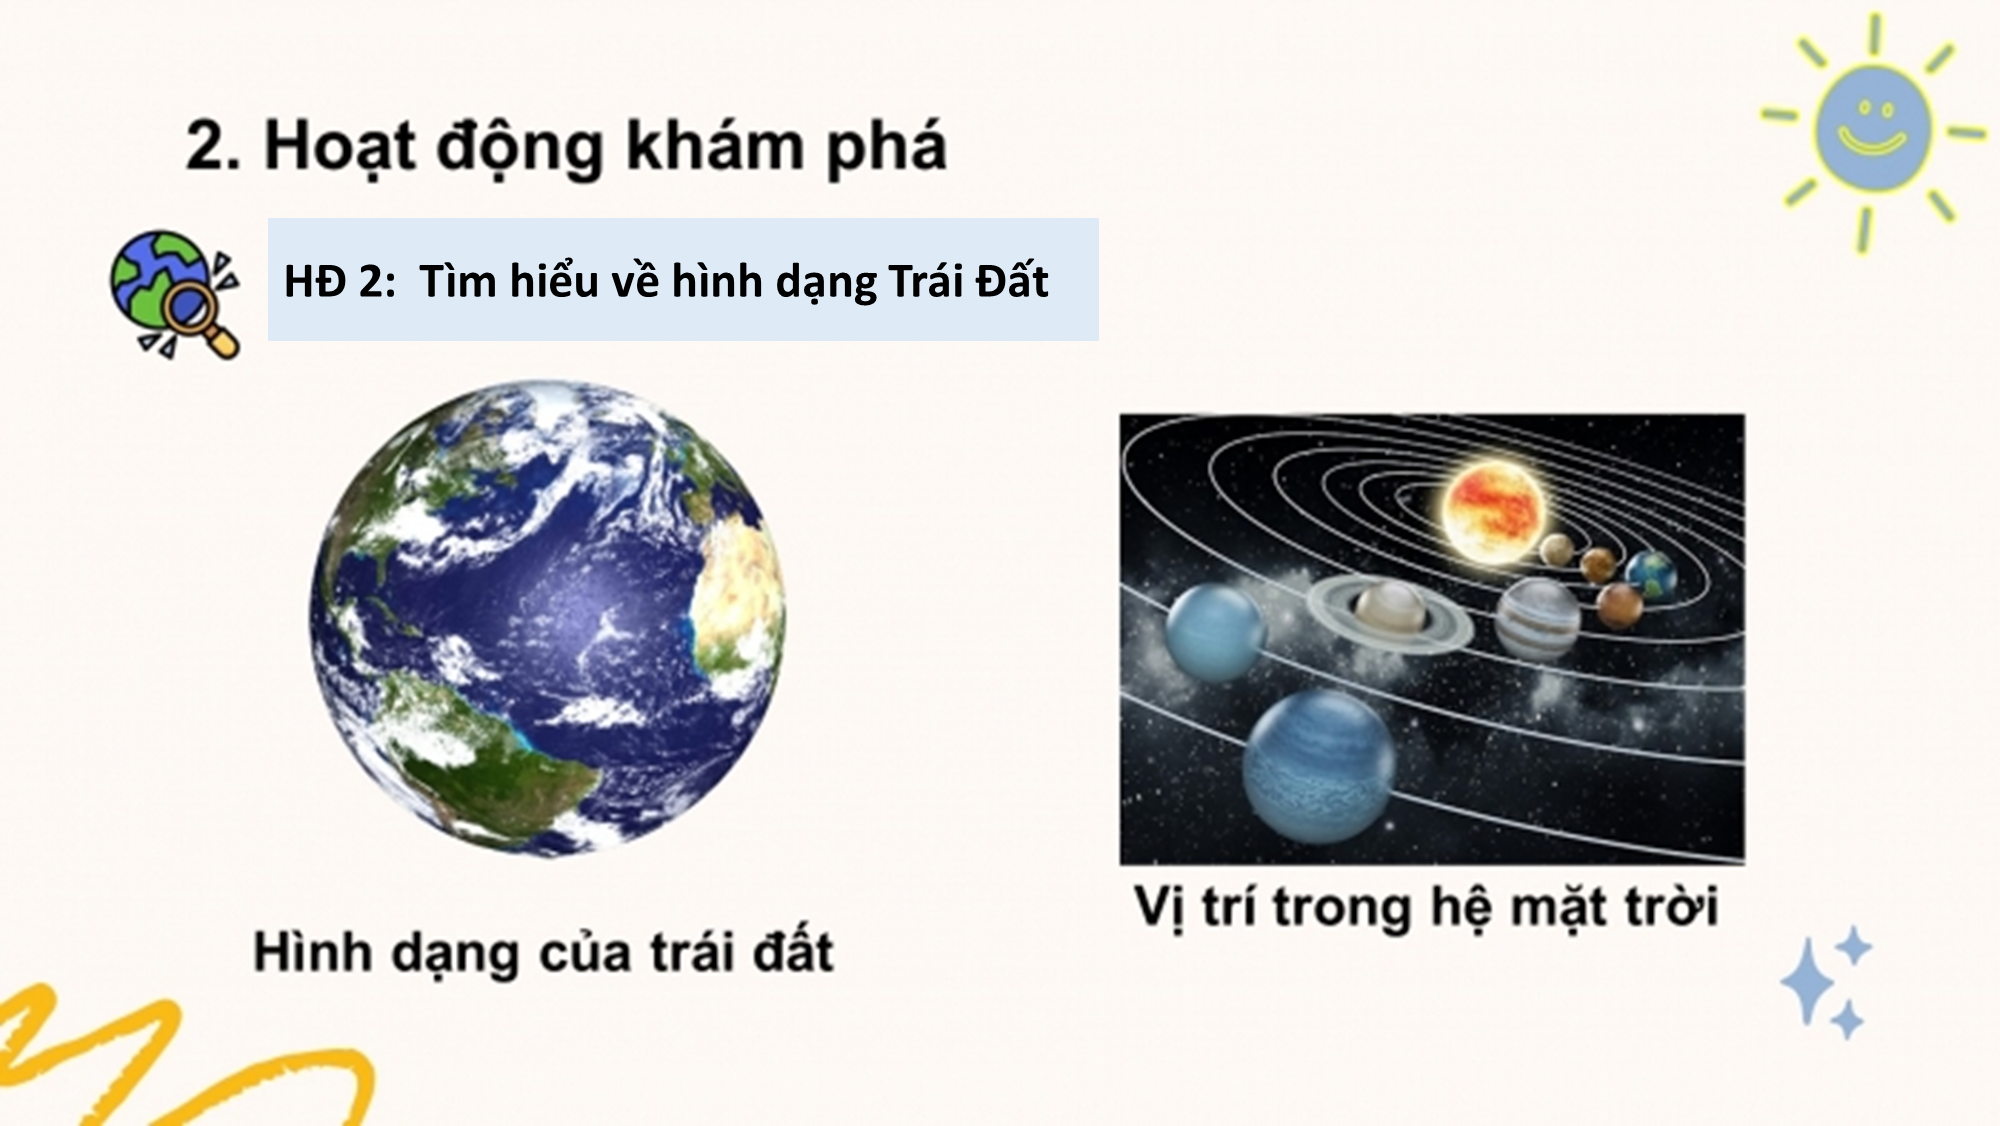 2. Hoạt động khám phá
HĐ 2: Tìm hiểu về hình dạng Trái Đất
Hình dạng của trái đất
Vị trí trong hệ mặt trời